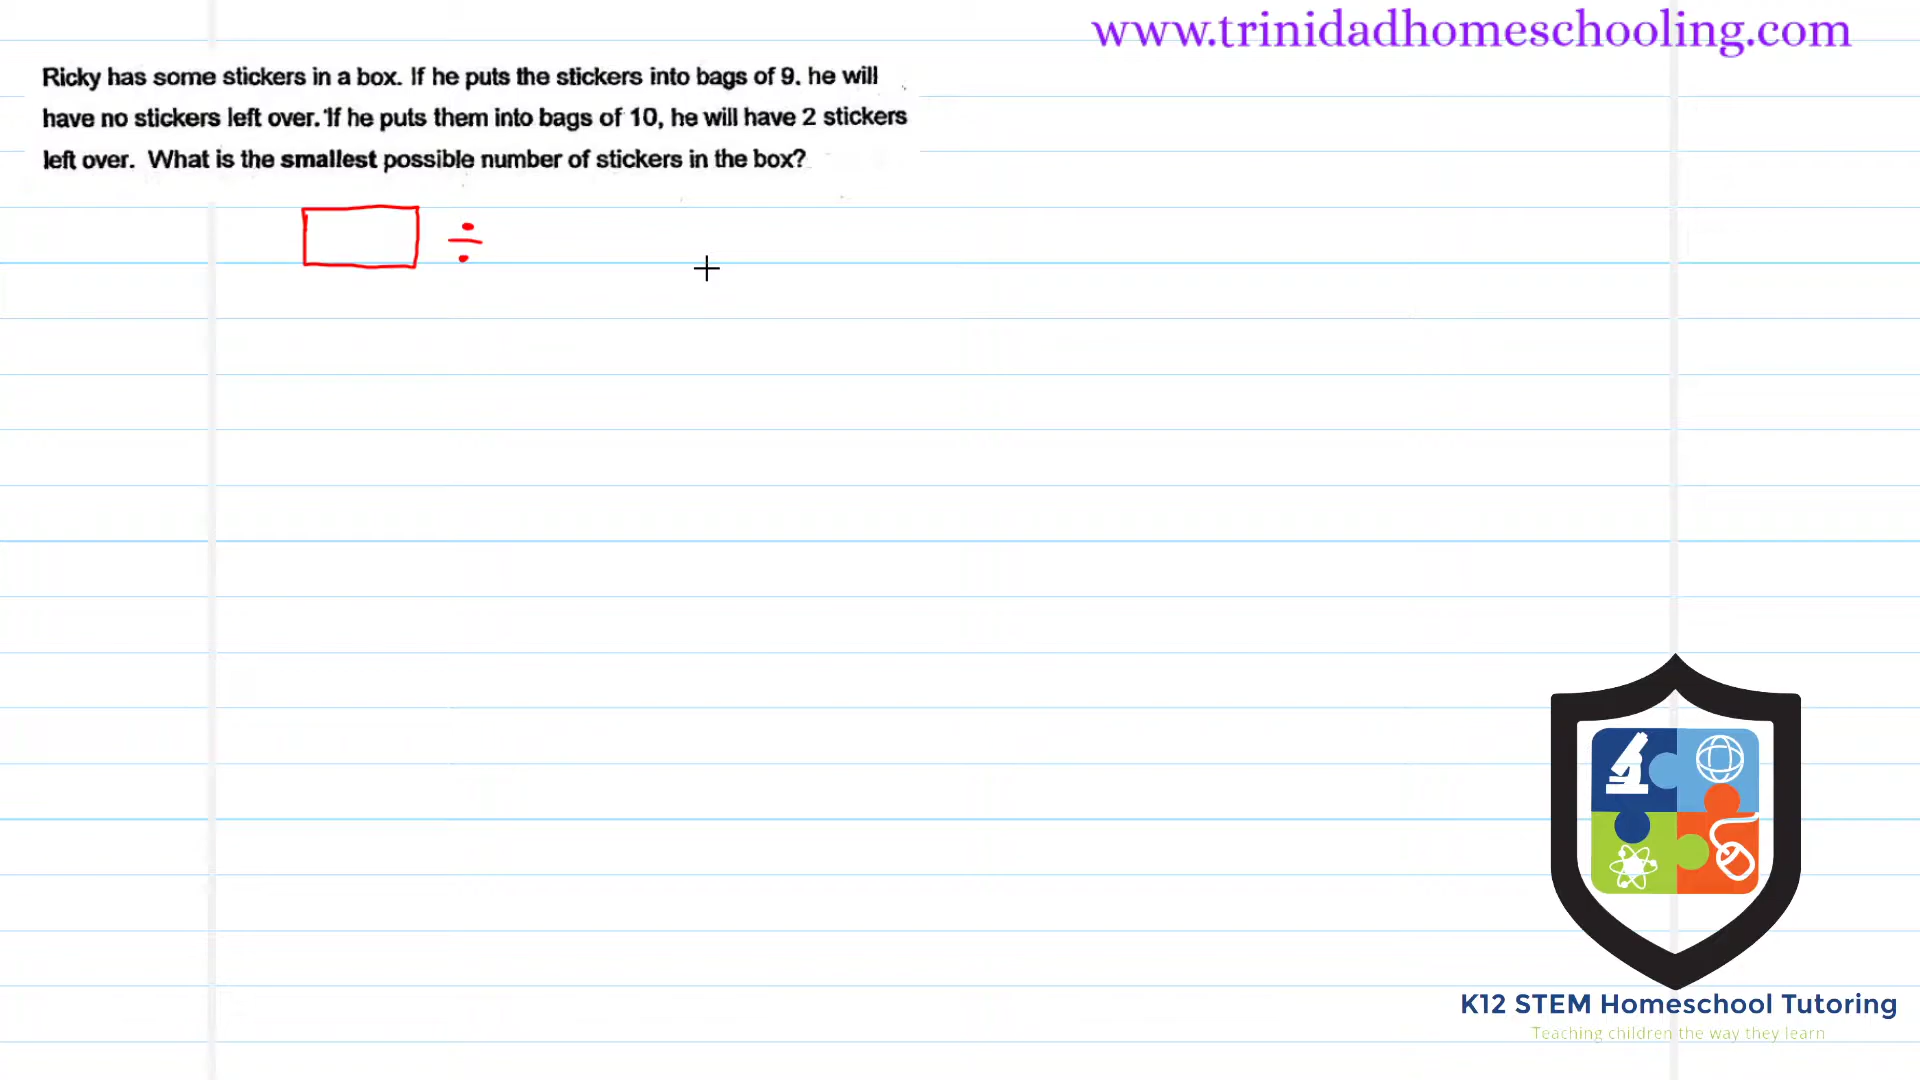 www.trinidadhomeschooling.com
Ricky has some stickers in a box. If he puts the stickers into bags of 9. he will
have no stickers left over. If he puts them into bags of 10, he will have 2 stickers
left over. What is the smallest possible number of stickers in the box?
÷
K12 STEM Homeschool Tutoring
Teaching children the way they learn